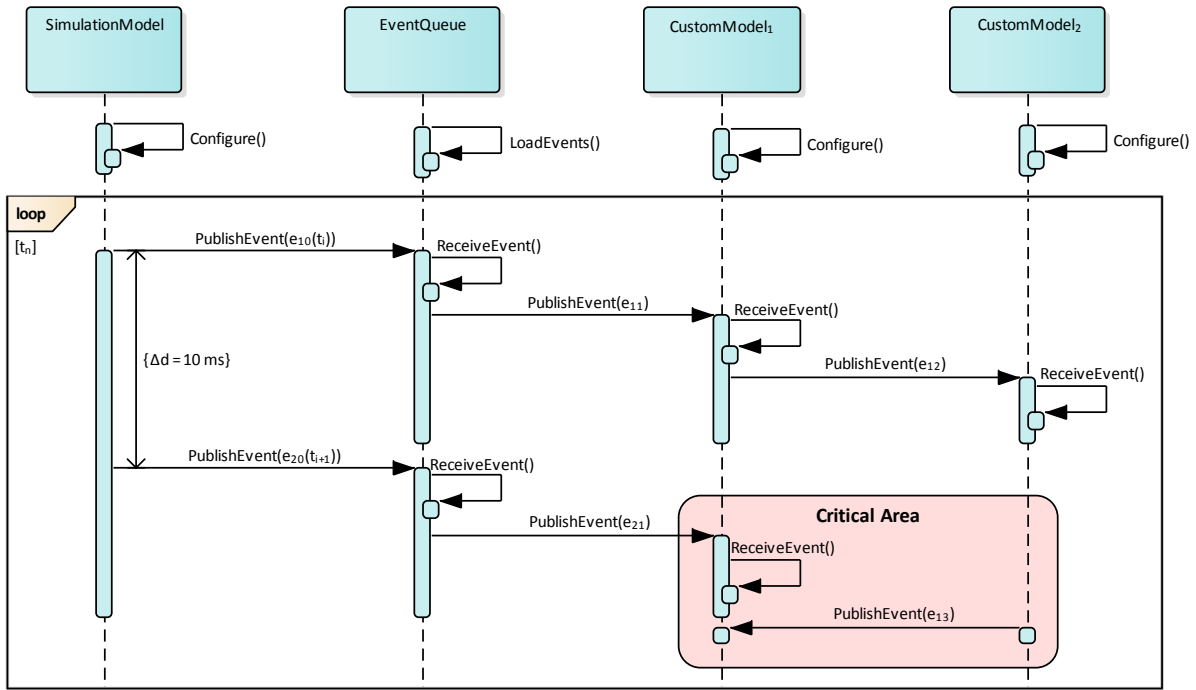 SimulationModel
EventQueue
CustomModel₁
CustomModel₂
Configure()
LoadEvents()
Configure()
Configure()
loop
[tₙ]
PublishEvent(e₁₀(tᵢ))
ReceiveEvent()
PublishEvent(e₁₁)
ReceiveEvent()
{Δd = 10 ms}
PublishEvent(e₁₂)
ReceiveEvent()
PublishEvent(e₂₀(tᵢ₊₁))
ReceiveEvent()
PublishEvent(e₂₁)
Critical Area
ReceiveEvent()
PublishEvent(e₁₃)